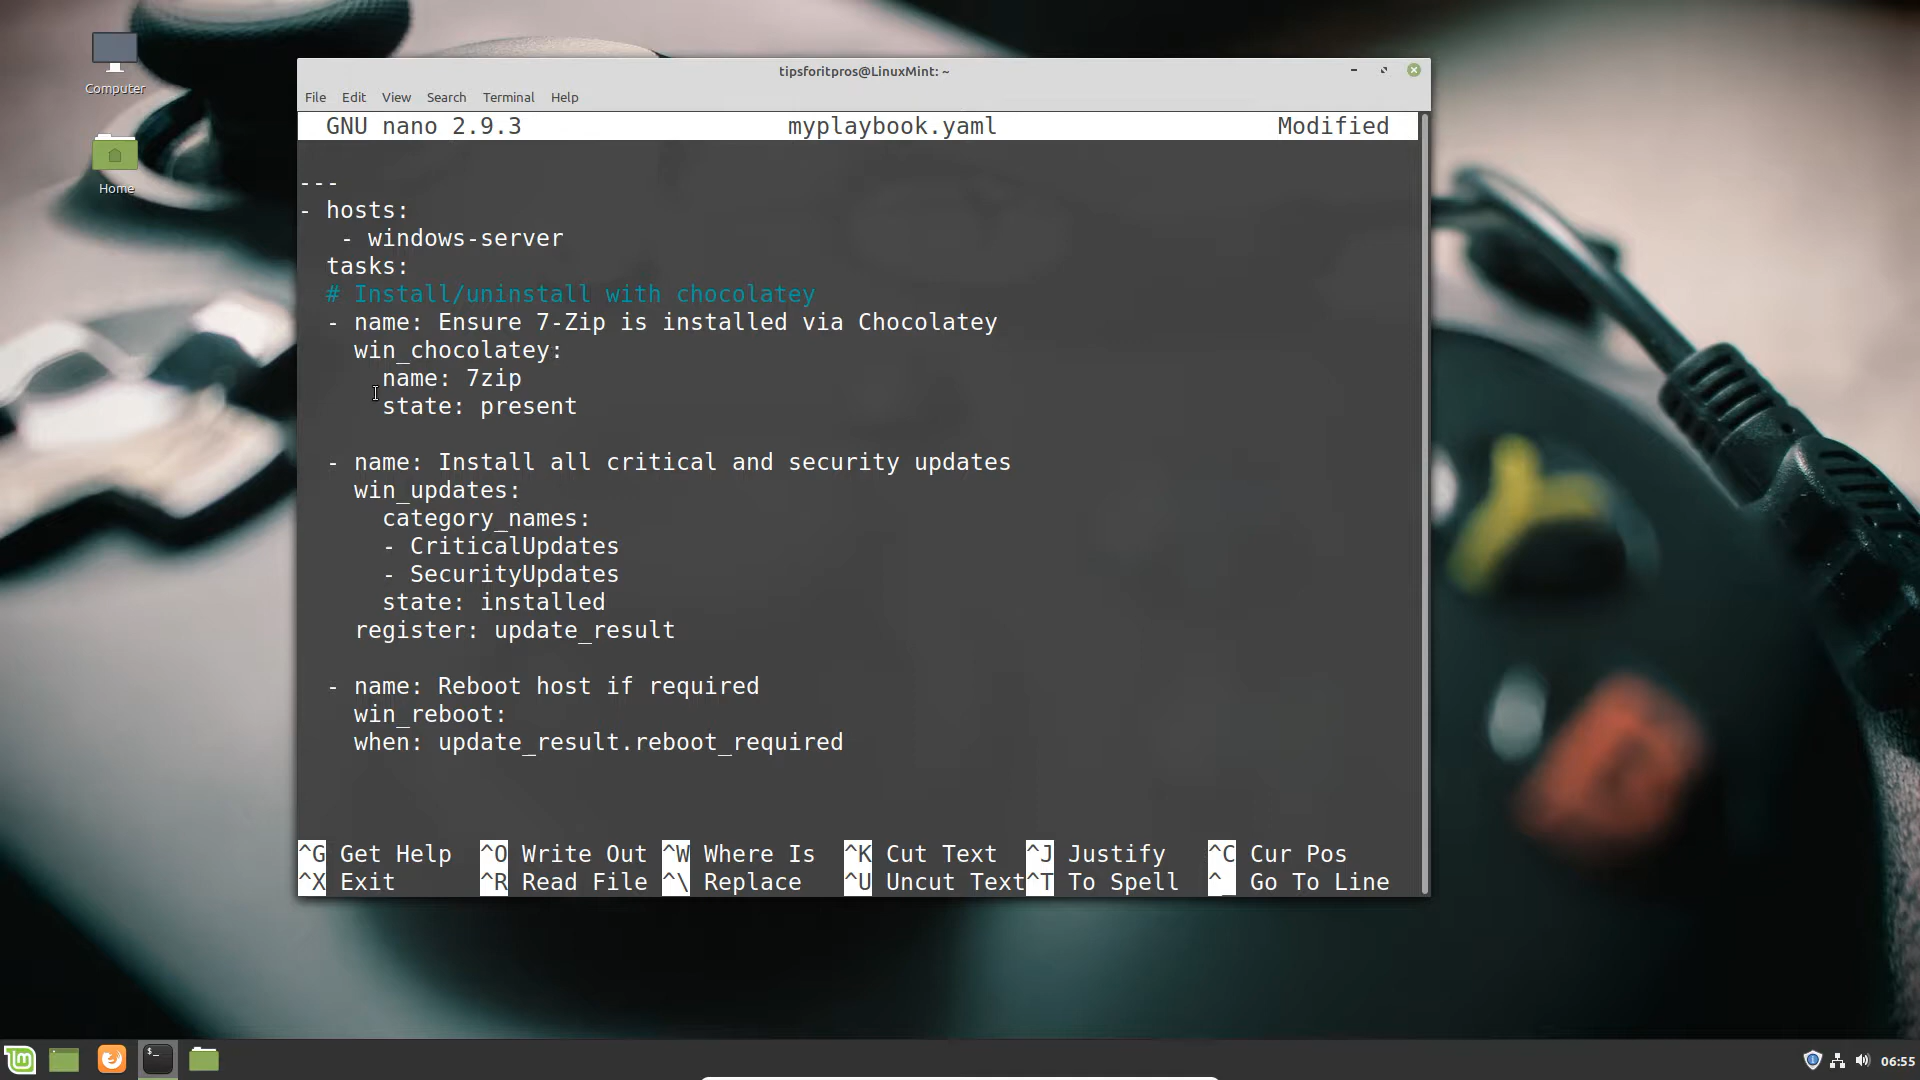 Computer
Home
tipsforitpros@LinuxMint: ~
File Edit View Search Terminal Help
GNU nano 2.9.3 myplaybook.yaml Modified
---
- hosts:
   - windows-server
  tasks:
  # Install/uninstall with chocolatey
  - name: Ensure 7-Zip is installed via Chocolatey
    win_chocolatey:
      name: 7zip
      state: present
  - name: Install all critical and security updates
    win_updates:
      category_names:
      - CriticalUpdates
      - SecurityUpdates
      state: installed
    register: update_result
  - name: Reboot host if required
    win_reboot:
    when: update_result.reboot_required
^G Get Help ^O Write Out ^W Where Is ^K Cut Text ^J Justify ^C Cur Pos
^X Exit ^R Read File ^\ Replace ^U Uncut Text ^T To Spell ^_ Go To Line
06:55